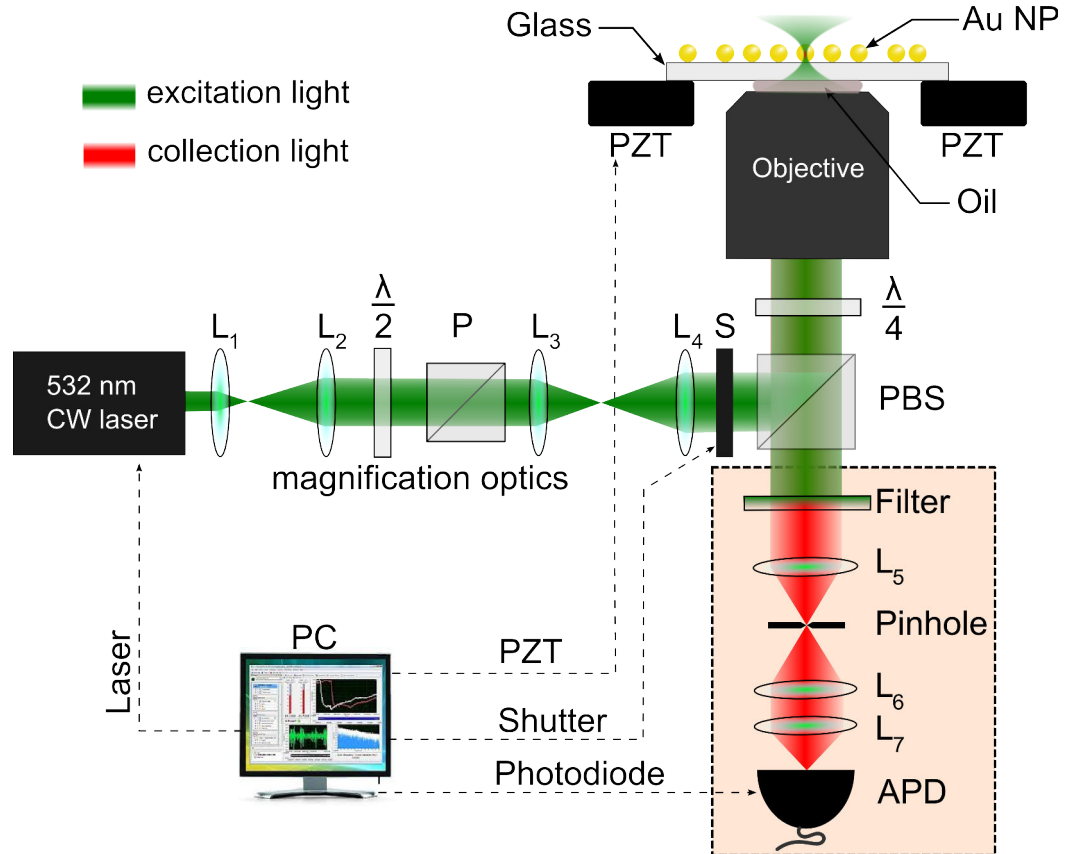 Glass
Au NP
excitation light
collection light
PZT
PZT
Objective
Oil
λ/2
λ/4
L1
L2
P
L3
L4
S
532 nm
CW laser
PBS
magnification optics
Filter
L5
Pinhole
L6
L7
APD
PC
Laser
PZT
Shutter
Photodiode